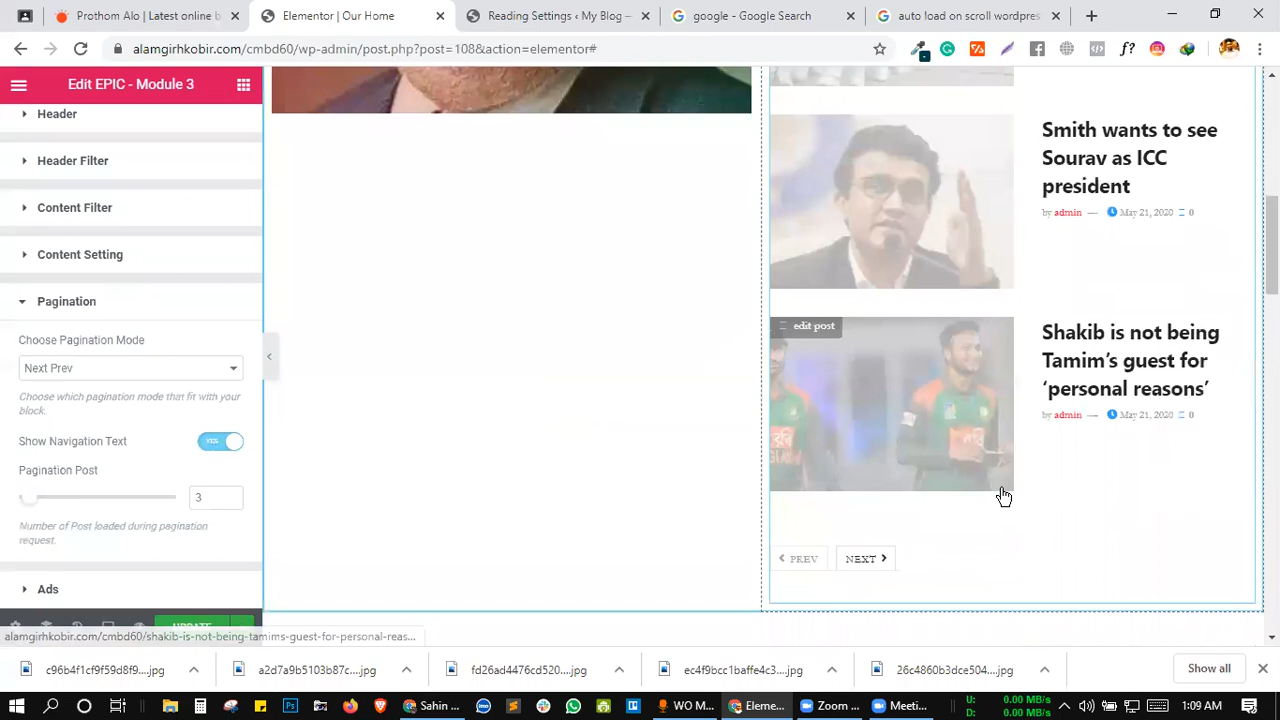 Prothom Alo | Latest online b
Elementor | Our Home
Reading Settings ‹ My Blog —
google - Google Search
auto load on scroll wordpres
alamgirhkobir.com/cmbd60/wp-admin/post.php?post=108&action=elementor#
Edit EPIC - Module 3
Header
Header Filter
Content Filter
Content Setting
Pagination
Choose Pagination Mode
Next Prev
Choose which pagination mode that fit with your
block.
Show Navigation Text
YES
Pagination Post
3
Number of Post loaded during pagination
request.
Ads
UPDATE
Smith wants to see
Sourav as ICC
president
by admin — May 21, 2020 0
edit post
Shakib is not being
Tamim’s guest for
‘personal reasons’
by admin — May 21, 2020 0
PREV
NEXT
alamgirhkobir.com/cmbd60/shakib-is-not-being-tamims-guest-for-personal-reas...
c96b4f1cf9f59d8f9....jpg
a2d7a9b5103b87c....jpg
fd26ad4476cd520....jpg
ec4f9bcc1baffe4c3....jpg
26c4860b3dce504....jpg
Show all
Sahin ...
WO M...
Eleme...
Zoom ...
Meeti...
U: 0.00 MB/s
D: 0.00 MB/s
1:09 AM